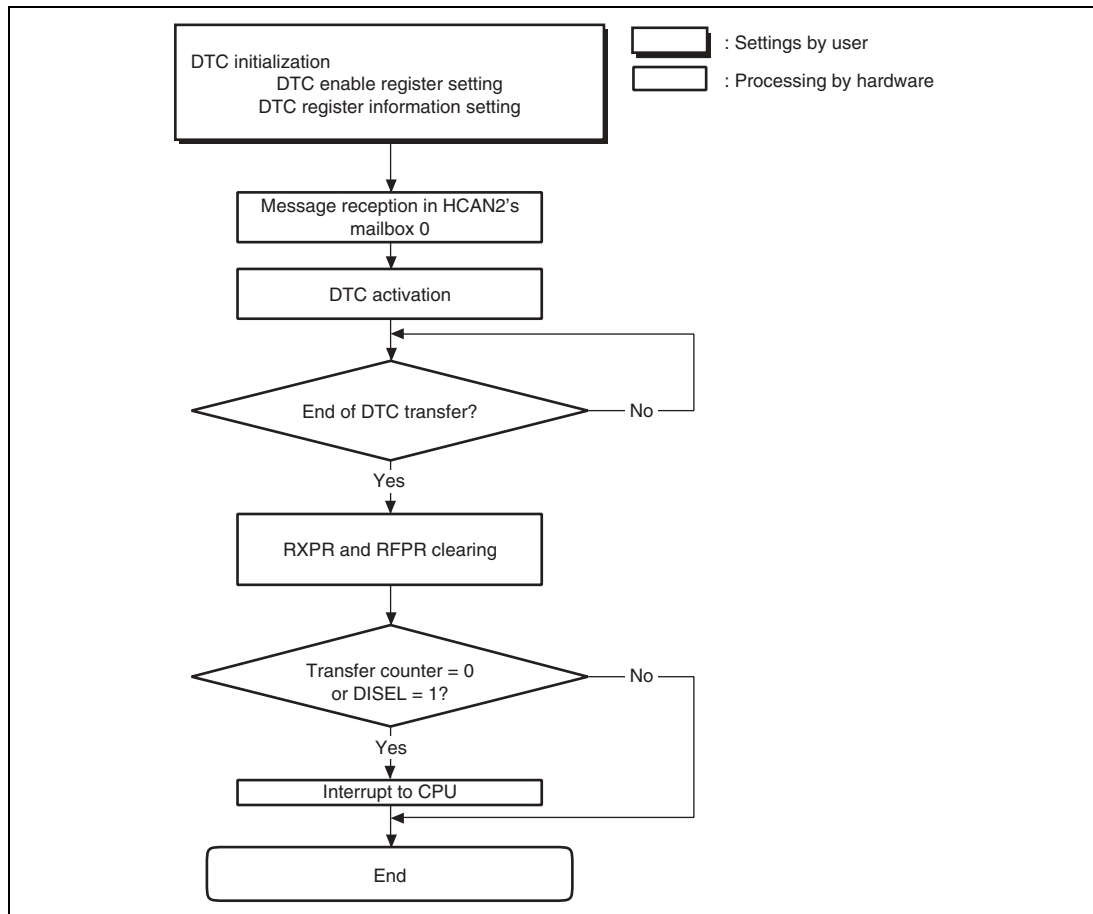 DTC initialization
DTC enable register setting
DTC register information setting
: Settings by user
: Processing by hardware
Message reception in HCAN2's
mailbox 0
DTC activation
End of DTC transfer?
No
Yes
RXPR and RFPR clearing
Transfer counter = 0
or DISEL = 1?
No
Yes
Interrupt to CPU
End